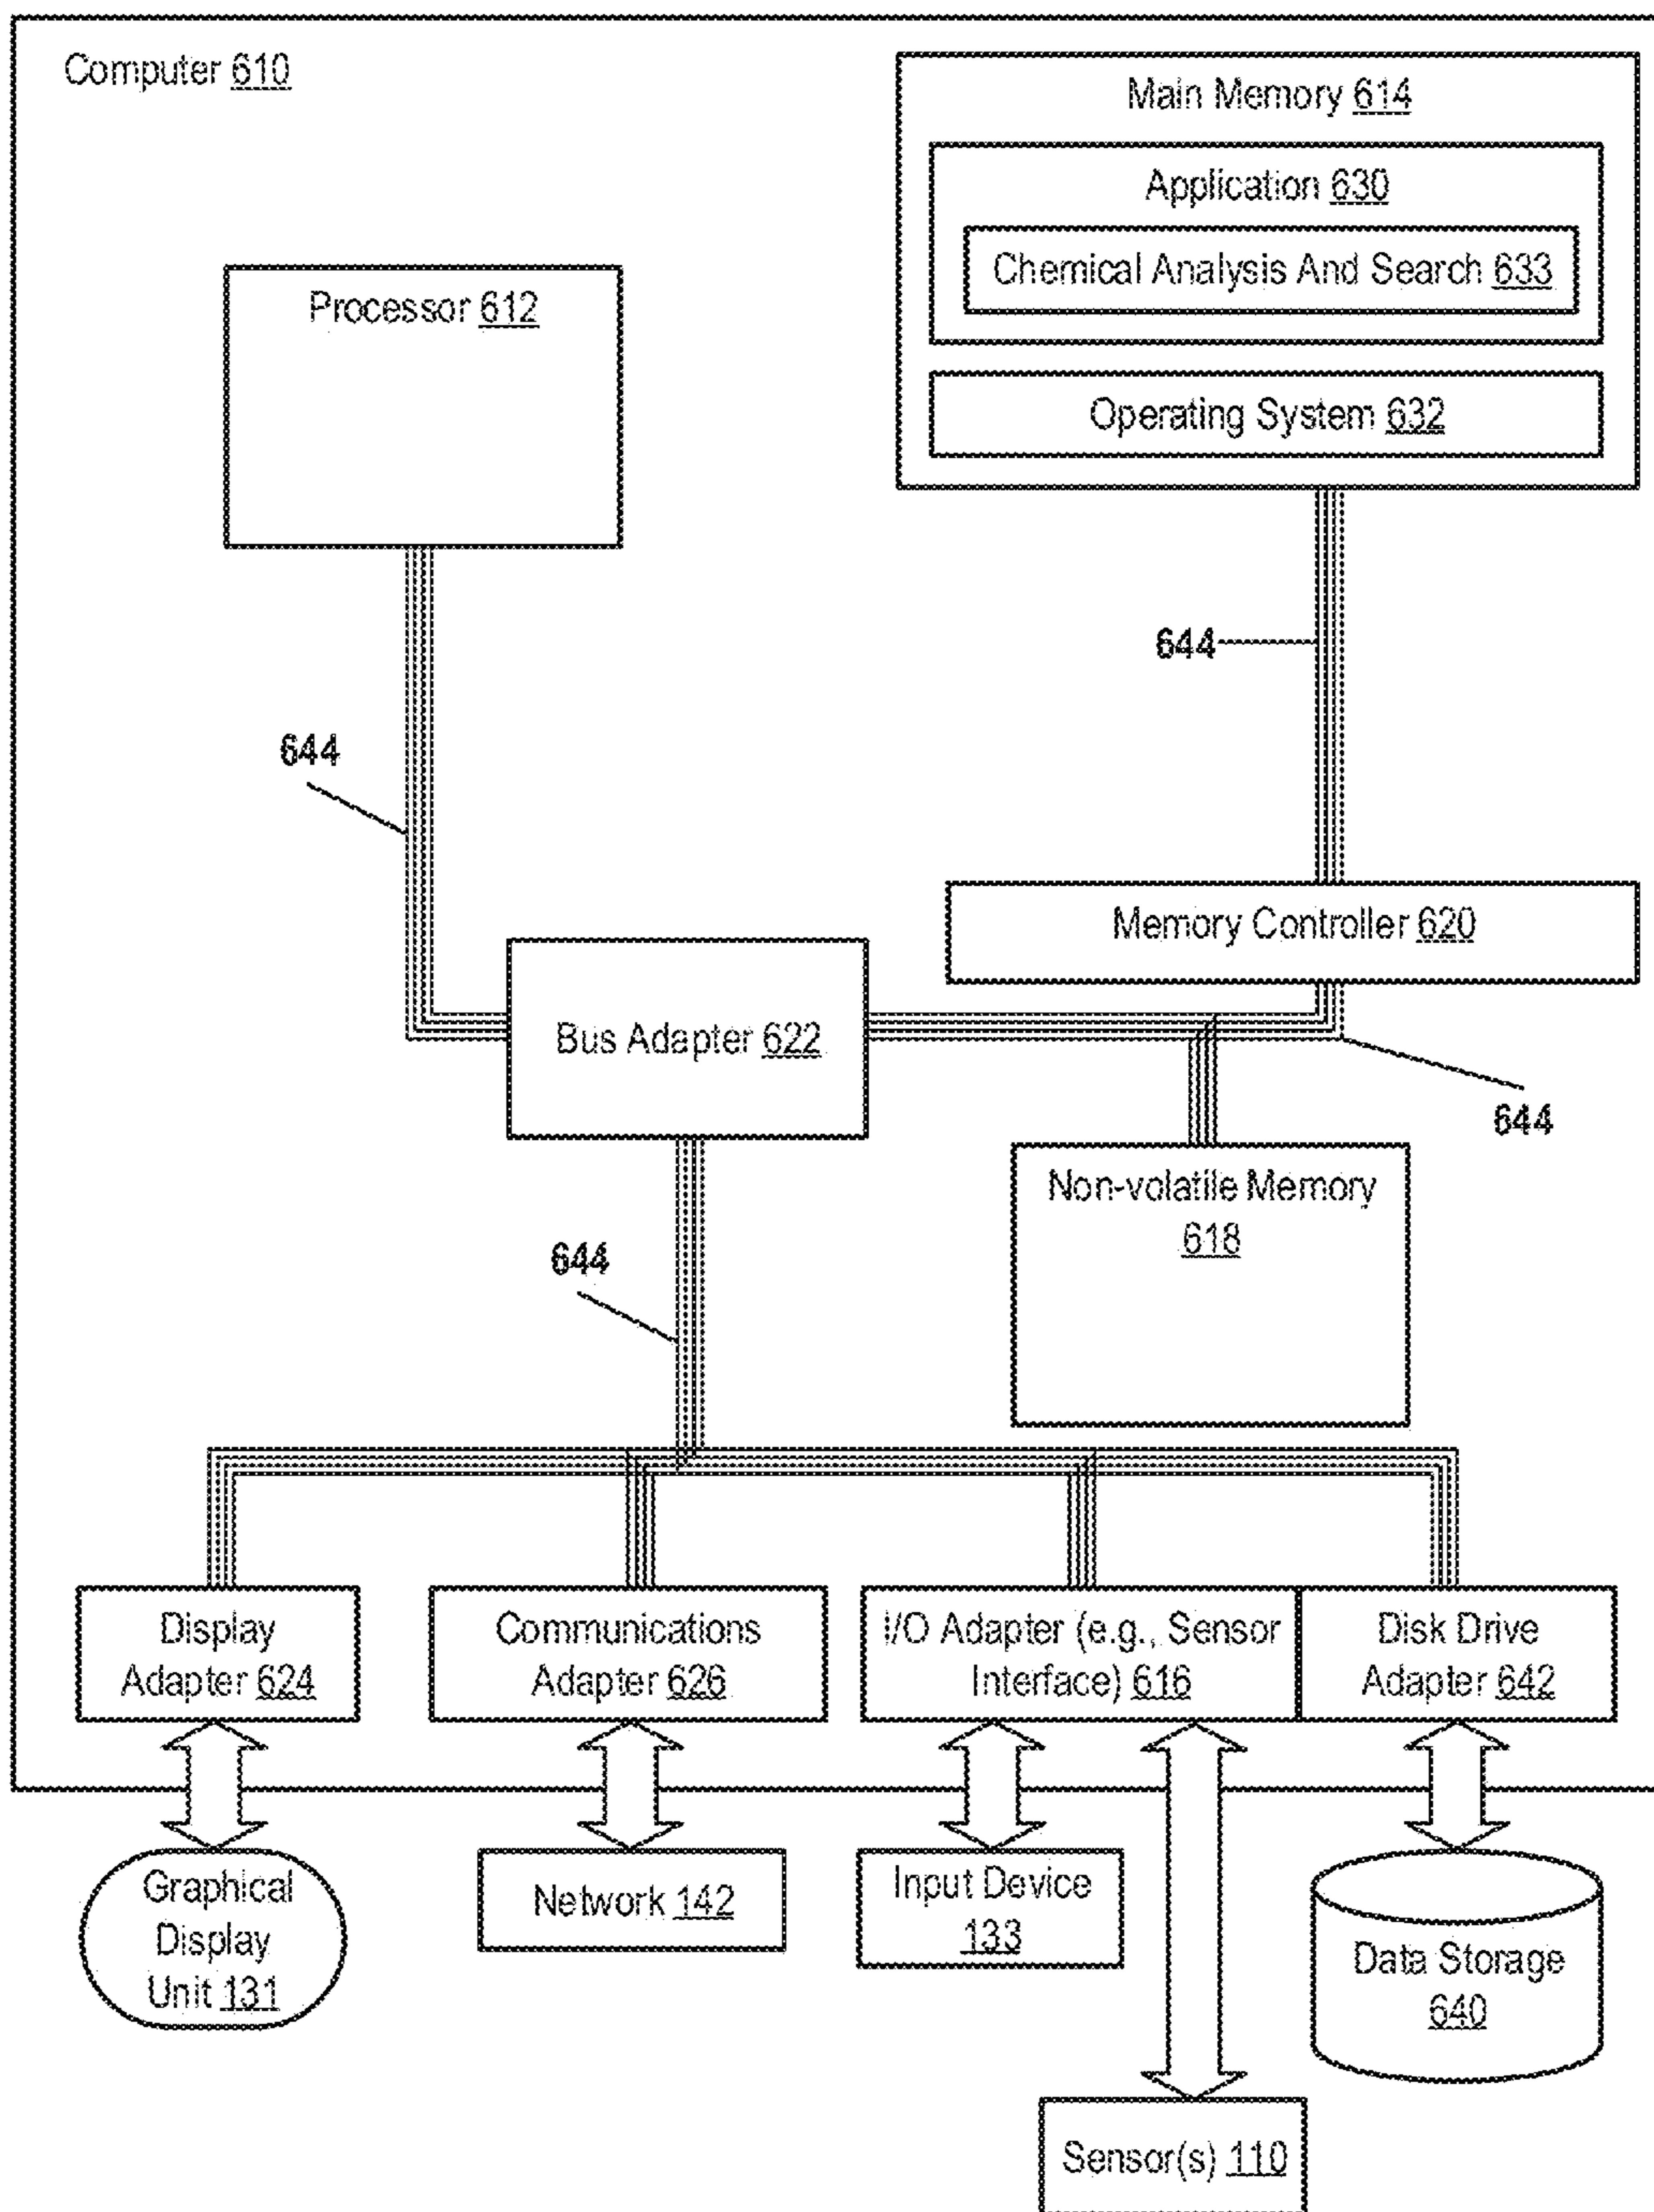 Computer 610
Main Memory 614
Application 630
Chemical Analysis And Search 633
Processor 612
Operating System 632
644
644
Memory Controller 620
Bus Adapter 622
644
Non-volatile Memory
618
644
Display
Adapter 624
Communications
Adapter 626
I/O Adapter (e.g., Sensor
Interface) 616
Disk Drive
Adapter 642
Graphical
Display
Unit 131
Network 142
Input Device
133
Data Storage
640
Sensor(s) 110